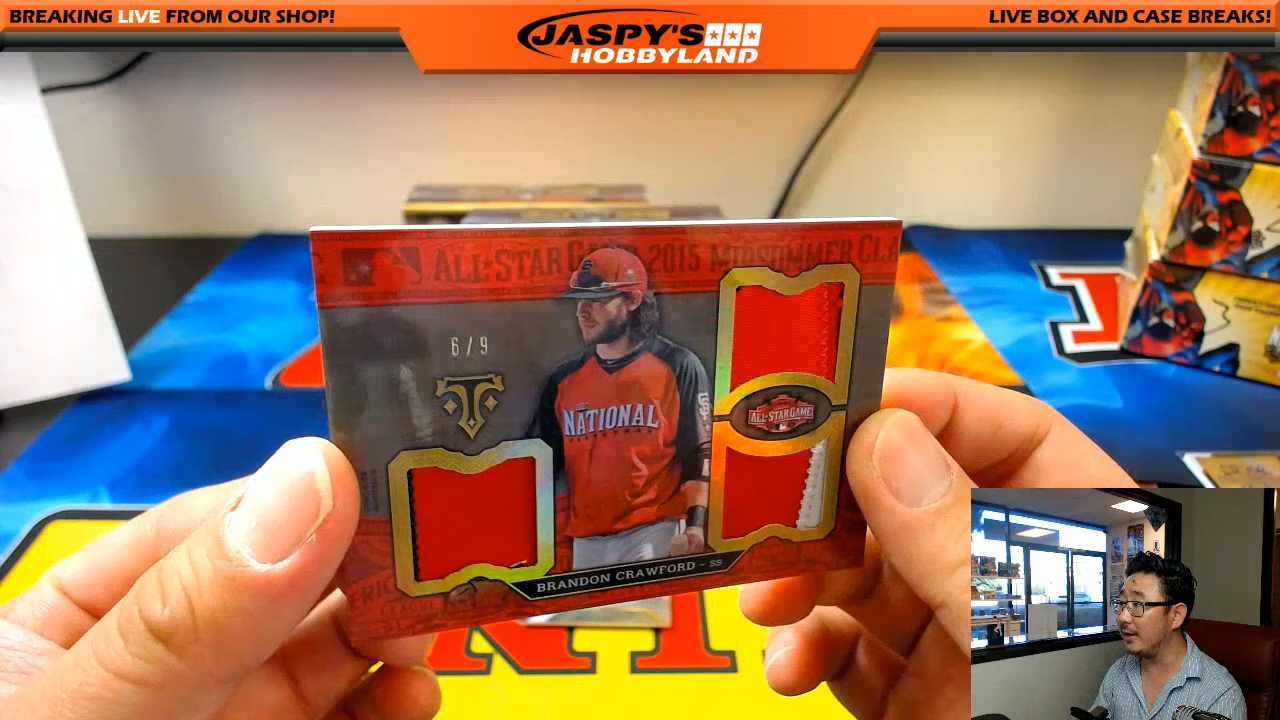 BREAKING LIVE FROM OUR SHOP!
JASPY'S
HOBBYLAND
LIVE BOX AND CASE BREAKS!
ALL★STAR GAME 2015 MIDSUMMER CLA
6/9
NATIONAL
ALL★STAR GAME
BRANDON CRAWFORD - SS